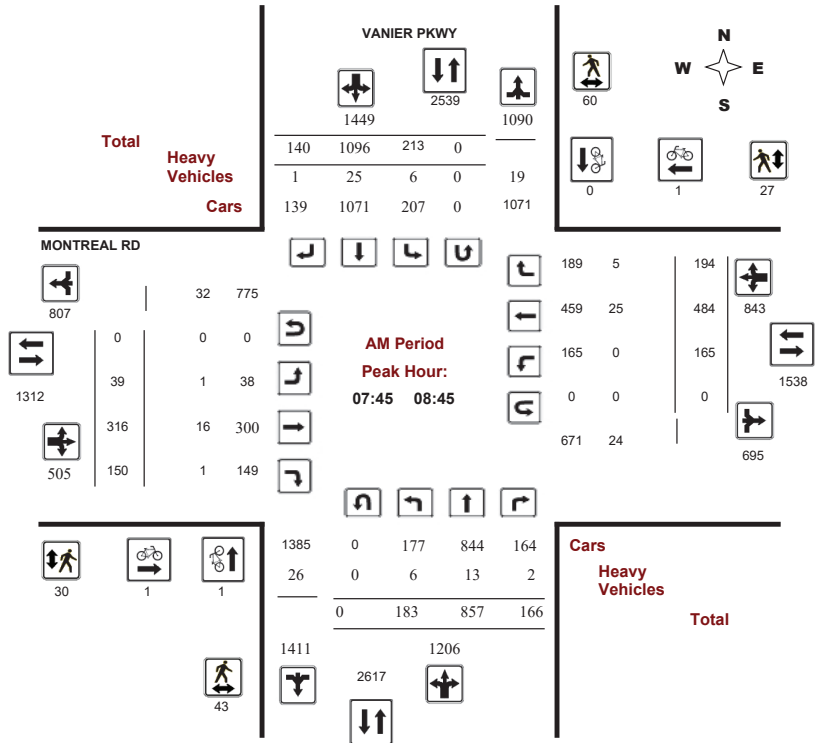 VANIER PKWY
N
W E
S
2539
60
1449 1090
Total
140 1096 213 0
Heavy
Vehicles
1 25 6 0 19
Cars
139 1071 207 0 1071
0 1 27
MONTREAL RD
807
32 775
189 5 194
843
0 0 0
459 25 484
1312
39 1 38
165 0 165
1538
316 16 300
0 0 0
505
150 1 149
671 24
695
AM Period
Peak Hour:
07:45 08:45
1385 0 177 844 164
Cars
26 0 6 13 2
Heavy
Vehicles
0 183 857 166
Total
30 1 1
1411 1206
2617
43